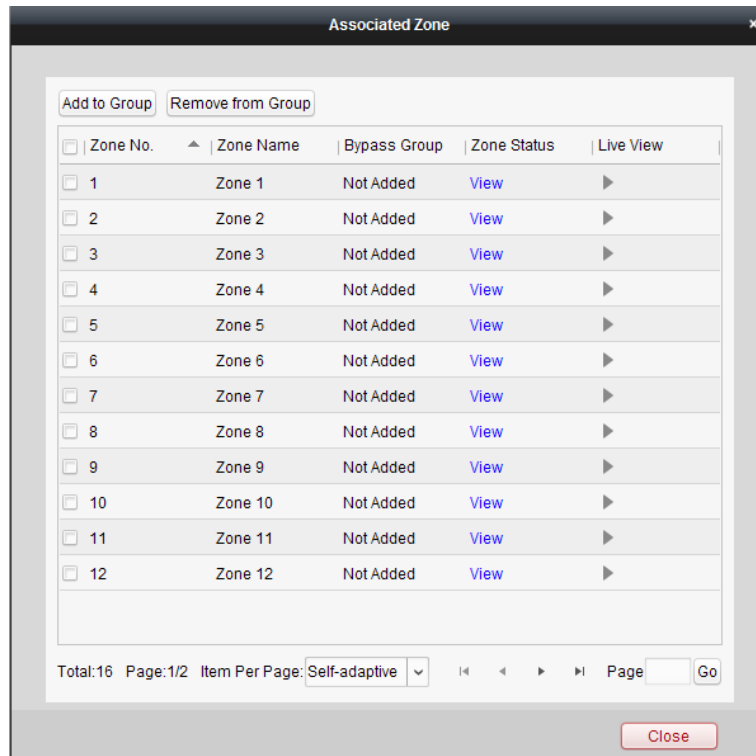 Associated Zone
Add to Group Remove from Group
Zone No. Zone Name Bypass Group Zone Status Live View
1 Zone 1 Not Added View
2 Zone 2 Not Added View
3 Zone 3 Not Added View
4 Zone 4 Not Added View
5 Zone 5 Not Added View
6 Zone 6 Not Added View
7 Zone 7 Not Added View
8 Zone 8 Not Added View
9 Zone 9 Not Added View
10 Zone 10 Not Added View
11 Zone 11 Not Added View
12 Zone 12 Not Added View
Total:16 Page:1/2 Item Per Page: Self-adaptive Page Go
Close